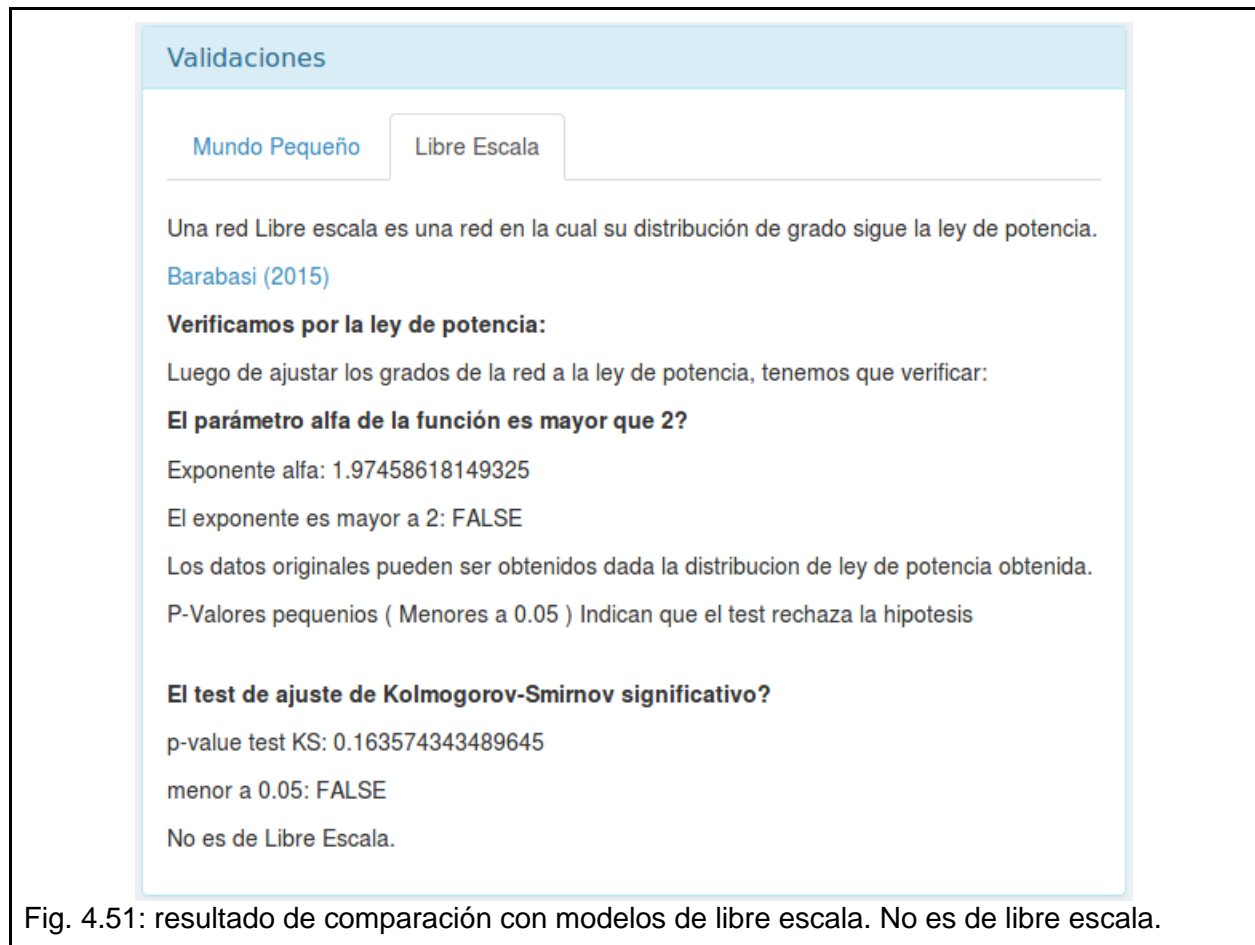 Validaciones
Mundo Pequeño Libre Escala
Una red Libre escala es una red en la cual su distribución de grado sigue la ley de potencia.
Barabasi (2015)
Verificamos por la ley de potencia:
Luego de ajustar los grados de la red a la ley de potencia, tenemos que verificar:
El parámetro alfa de la función es mayor que 2?
Exponente alfa: 1.97458618149325
El exponente es mayor a 2: FALSE
Los datos originales pueden ser obtenidos dada la distribucion de ley de potencia obtenida.
P-Valores pequenios ( Menores a 0.05 ) Indican que el test rechaza la hipotesis
El test de ajuste de Kolmogorov-Smirnov significativo?
p-value test KS: 0.163574343489645
menor a 0.05: FALSE
No es de Libre Escala.
Fig. 4.51: resultado de comparación con modelos de libre escala. No es de libre escala.